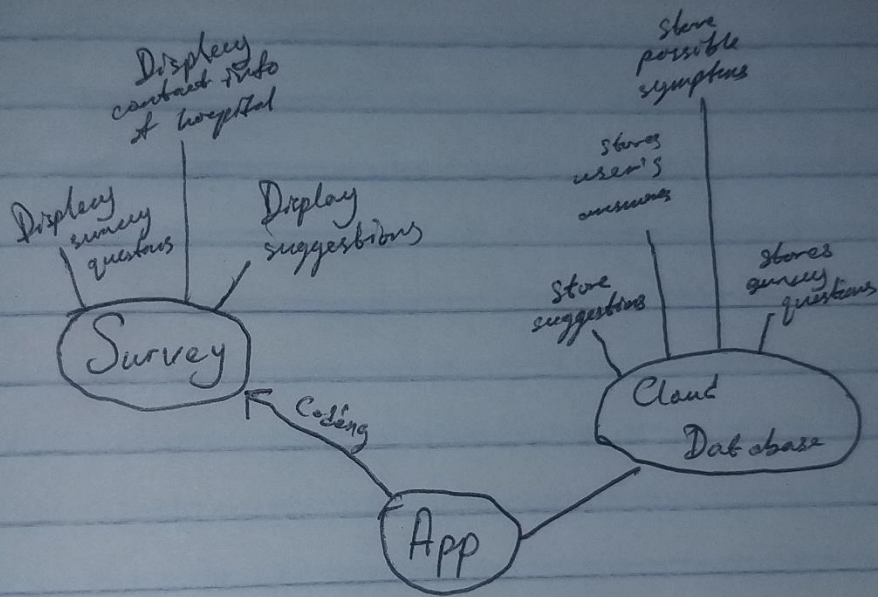 Display
contact info
of hospital
Display
survey
questions
Display
suggestions
Survey
Coding
App
store
possible
symptoms
stores
user's
answers
store
suggestions
stores
survey
questions
Cloud
Database